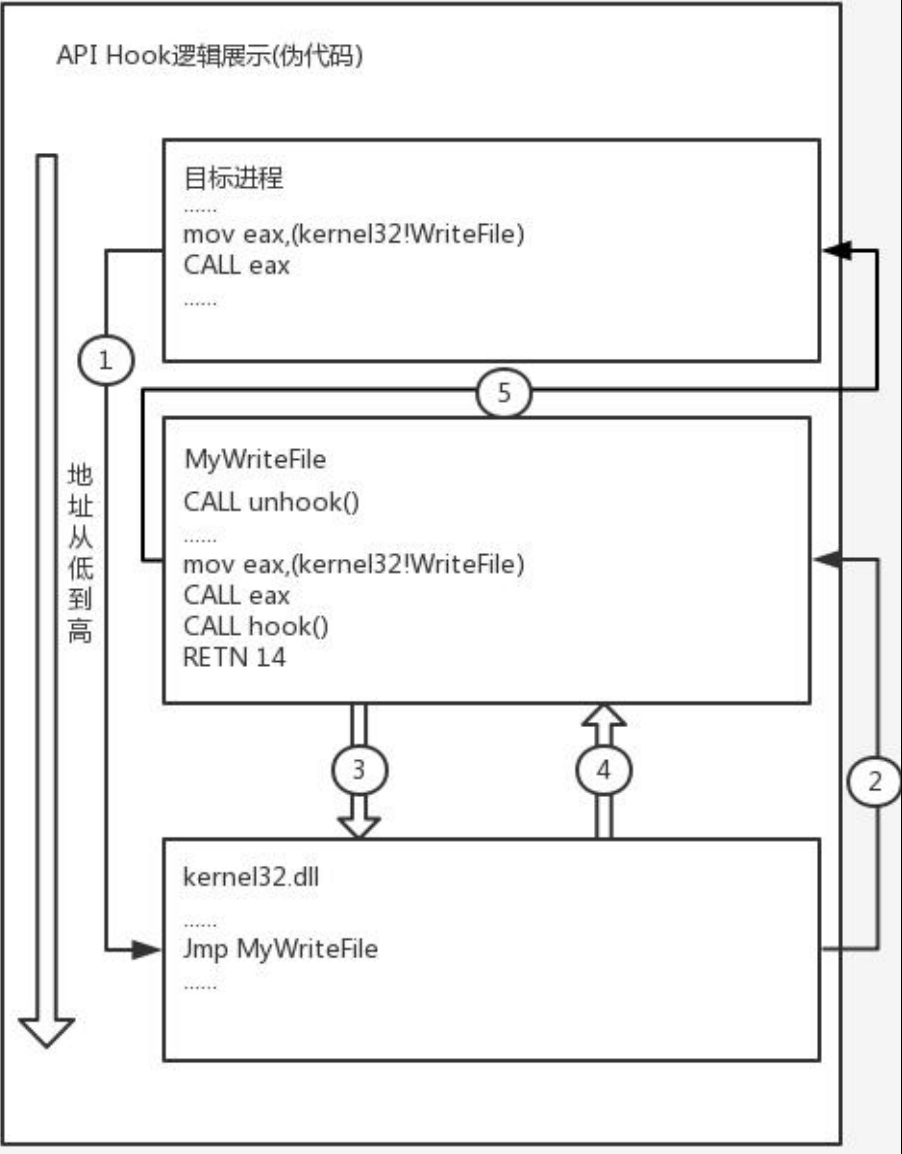 API Hook逻辑展示(伪代码)
目标进程
......
mov eax,(kernel32!WriteFile)
CALL eax
......
1
5
地址从低到高
MyWriteFile
CALL unhook()
......
mov eax,(kernel32!WriteFile)
CALL eax
CALL hook()
RETN 14
3
4
2
kernel32.dll
......
Jmp MyWriteFile
......